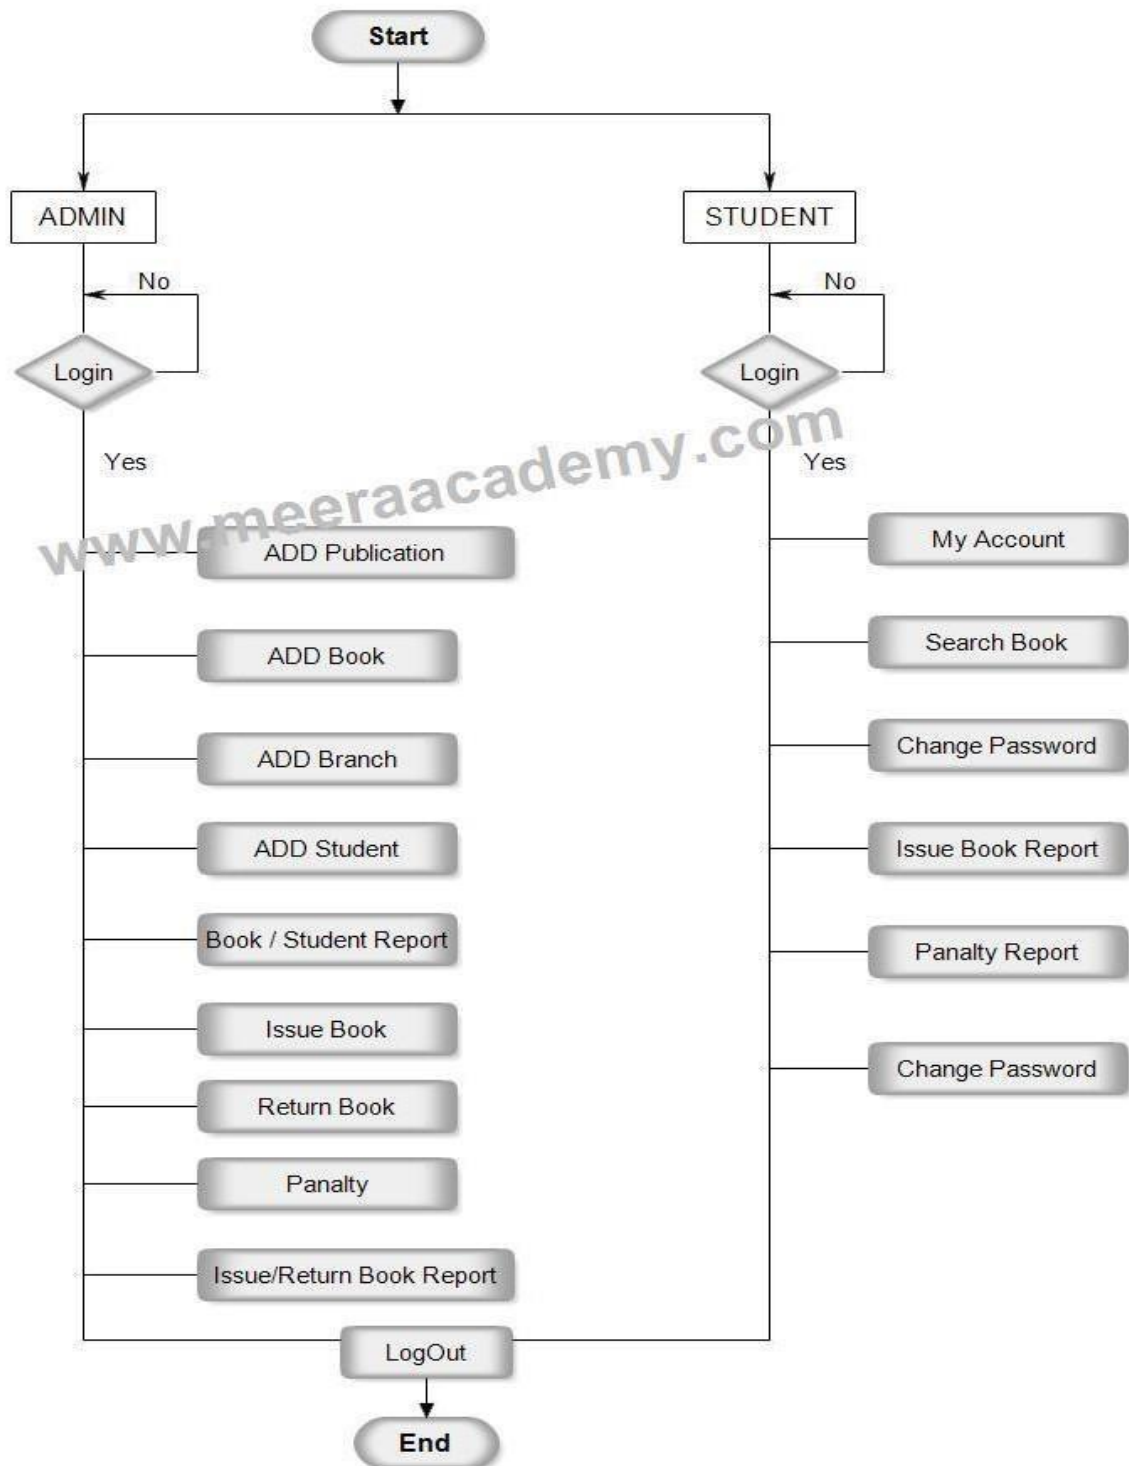 Start
ADMIN
STUDENT
No
No
Login
Login
Yes
Yes
www.meeraacademy.com
ADD Publication
ADD Book
ADD Branch
ADD Student
Book / Student Report
Issue Book
Return Book
Panalty
Issue/Return Book Report
My Account
Search Book
Change Password
Issue Book Report
Panalty Report
Change Password
LogOut
End